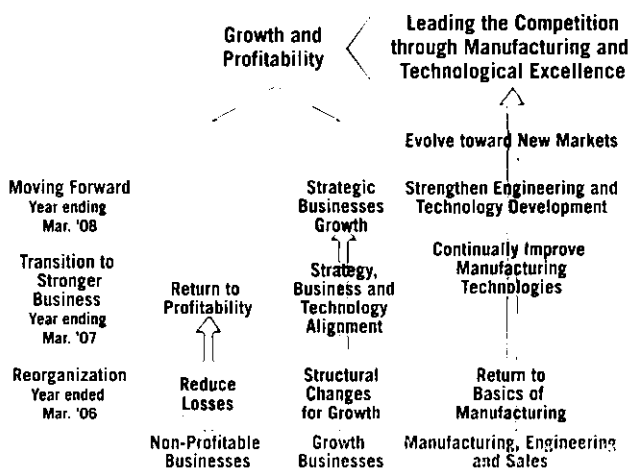 Growth and
Profitability
Leading the Competition
through Manufacturing and
Technological Excellence
Evolve toward New Markets
Moving Forward
Year ending
Mar. '08
Strategic
Businesses
Growth
Strengthen Engineering and
Technology Development
Transition to
Stronger
Business
Year ending
Mar. '07
Return to
Profitability
Strategy,
Business and
Technology
Alignment
Continually Improve
Manufacturing
Technologies
Reorganization
Year ended
Mar. '06
Reduce
Losses
Structural
Changes
for Growth
Return to
Basics of
Manufacturing
Non-Profitable
Businesses
Growth
Businesses
Manufacturing, Engineering
and Sales